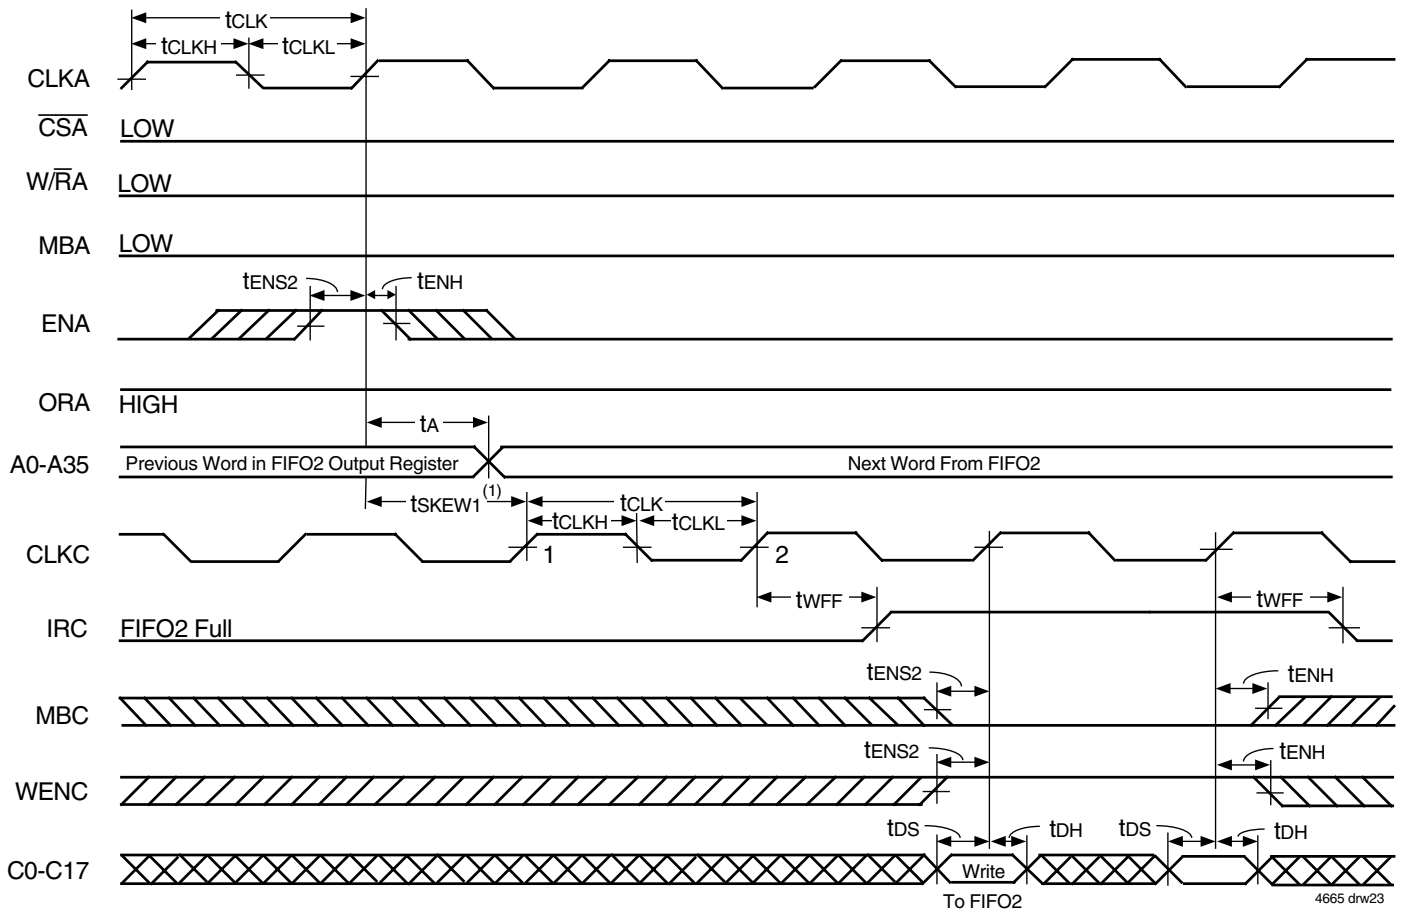 tCLK
tCLKH tCLKL
CLKA
CSA LOW
W/RA LOW
MBA LOW
tENS2 tENH
ENA
ORA HIGH
tA
A0-A35 Previous Word in FIFO2 Output Register Next Word From FIFO2
tSKEW1 (1) tCLK
tCLKH tCLKL
CLKC 1 2
tWFF tWFF
IRC FIFO2 Full
tENS2 tENH
MBC
tENS2 tENH
WENC
tDS tDH tDS tDH
C0-C17 Write
To FIFO2 4665 drw23